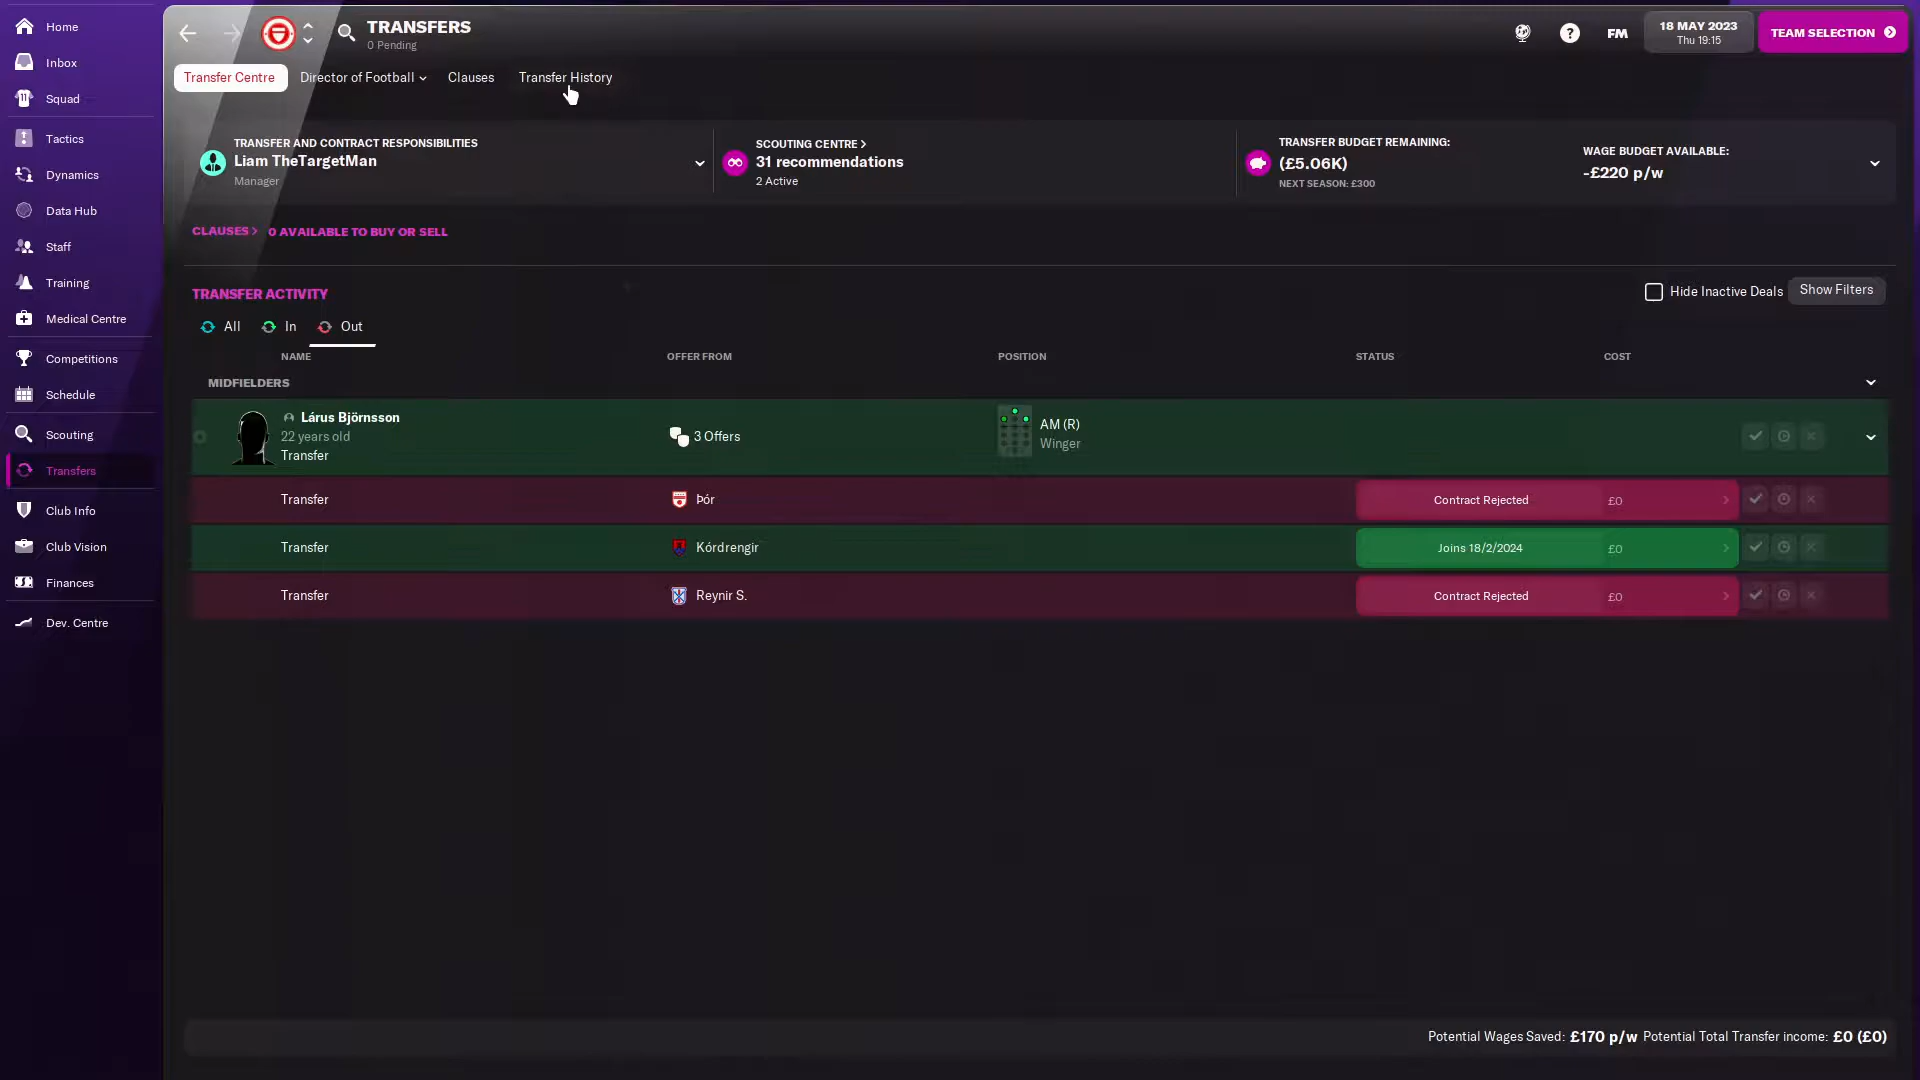 Home
Inbox
Squad
Tactics
Dynamics
Data Hub
Staff
Training
Medical Centre
Competitions
Schedule
Scouting
Transfers
Club Info
Club Vision
Finances
Dev. Centre
TRANSFERS
0 Pending
FM
18 MAY 2023
Thu 19:15
TEAM SELECTION
Transfer Centre
Director of Football
Clauses
Transfer History
TRANSFER AND CONTRACT RESPONSIBILITIES
Liam TheTargetMan
Manager
SCOUTING CENTRE >
31 recommendations
2 Active
TRANSFER BUDGET REMAINING:
(£5.06K)
NEXT SEASON: £300
WAGE BUDGET AVAILABLE:
-£220 p/w
CLAUSES > 0 AVAILABLE TO BUY OR SELL
TRANSFER ACTIVITY
Hide Inactive Deals
Show Filters
All In Out
NAME OFFER FROM POSITION STATUS COST
MIDFIELDERS
Lárus Björnsson
22 years old
Transfer
3 Offers
AM (R)
Winger
Transfer Þór Contract Rejected £0
Transfer Kórdrengir Joins 18/2/2024 £0
Transfer Reynir S. Contract Rejected £0
Potential Wages Saved: £170 p/w Potential Total Transfer income: £0 (£0)